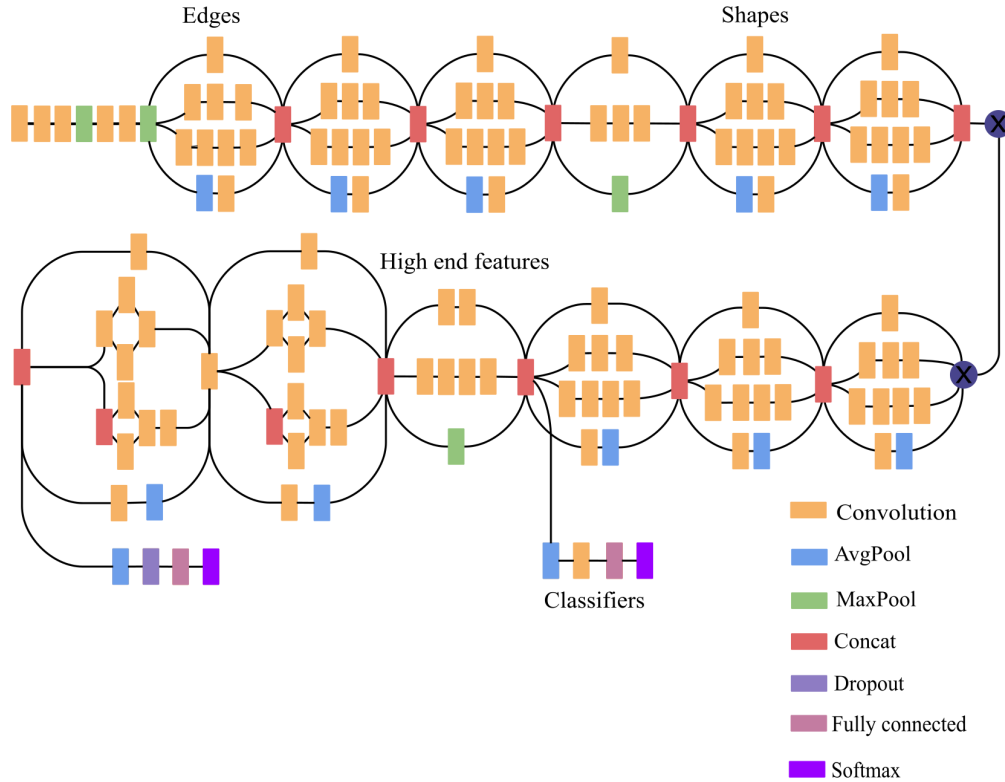 Edges
Shapes
X
High end features
X
Classifiers
Convolution
AvgPool
MaxPool
Concat
Dropout
Fully connected
Softmax